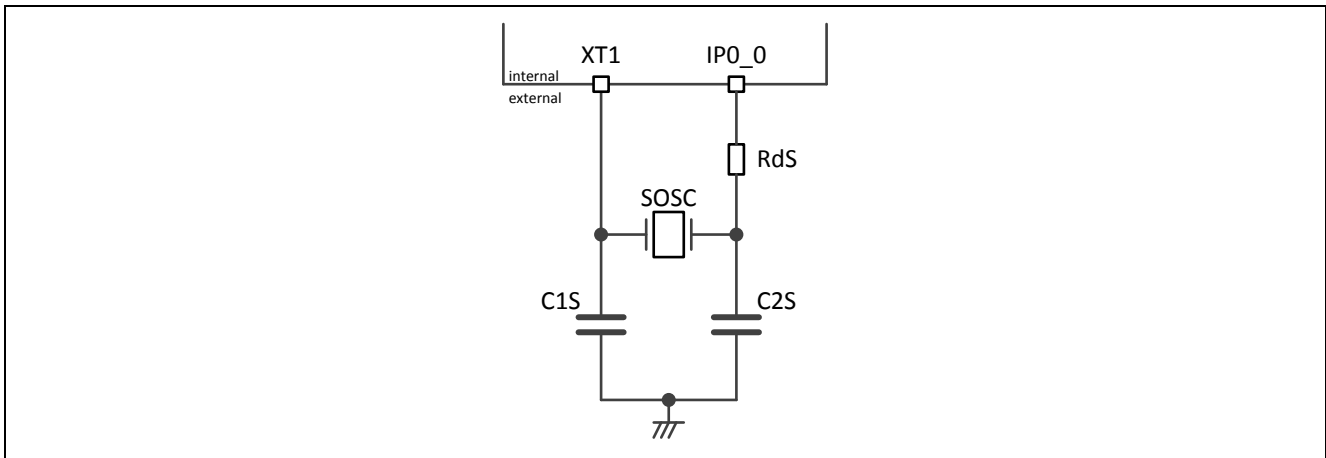 XT1
IP0_0
internal
external
RdS
SOSC
C1S
C2S